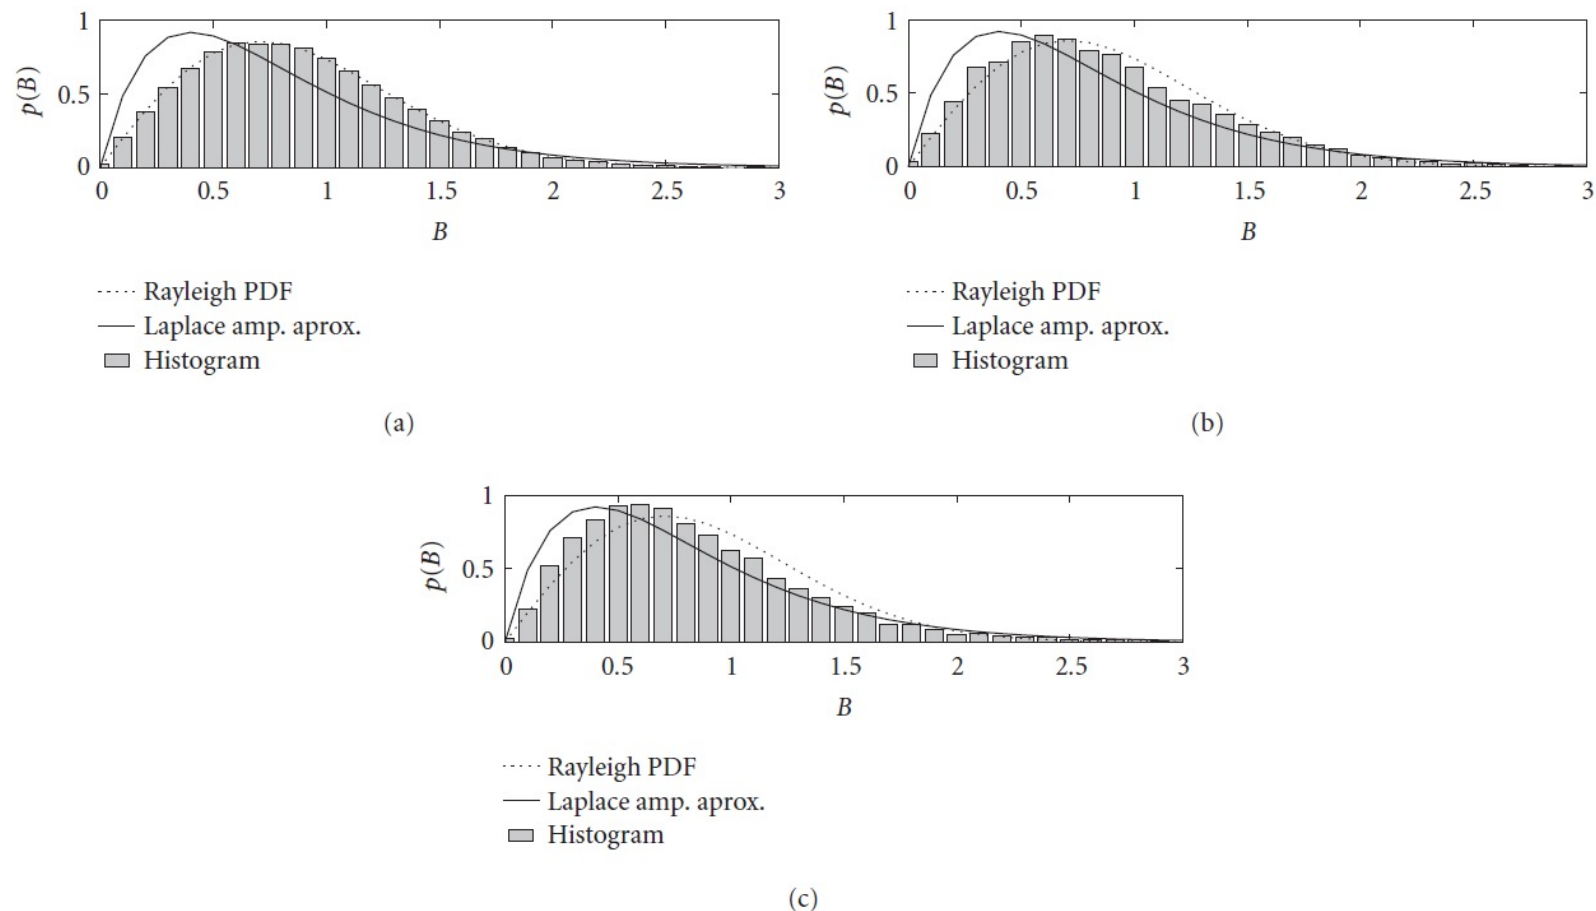 1
0.5
0
p(B)
0 0.5 1 1.5 2 2.5 3
B
Rayleigh PDF
Laplace amp. aprox.
Histogram
(a)
1
0.5
0
p(B)
0 0.5 1 1.5 2 2.5 3
B
Rayleigh PDF
Laplace amp. aprox.
Histogram
(b)
1
0.5
0
p(B)
0 0.5 1 1.5 2 2.5 3
B
Rayleigh PDF
Laplace amp. aprox.
Histogram
(c)